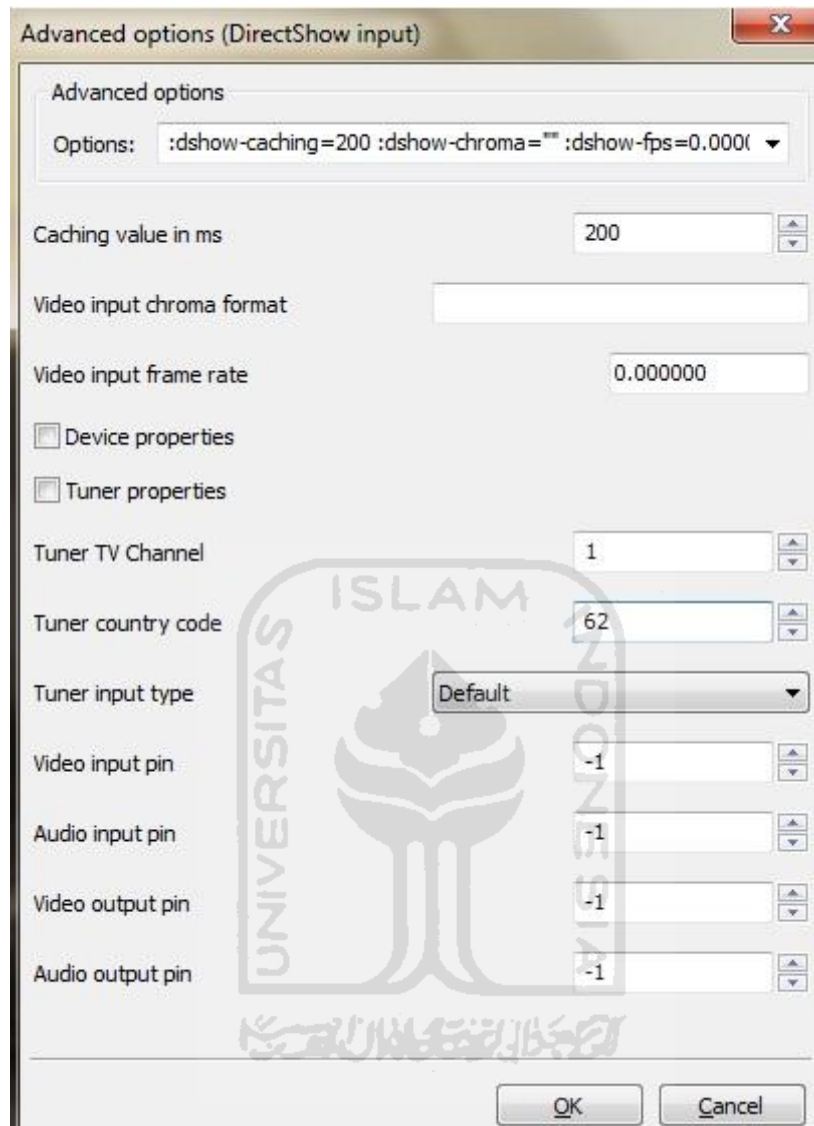 Advanced options (DirectShow input)
Advanced options
Options: :dshow-caching=200 :dshow-chroma="" :dshow-fps=0.000(
Caching value in ms 200
Video input chroma format
Video input frame rate 0.000000
Device properties
Tuner properties
Tuner TV Channel 1
Tuner country code 62
Tuner input type Default
Video input pin -1
Audio input pin -1
Video output pin -1
Audio output pin -1
OK Cancel
UNIVERSITAS
ISLAM
INDONESIA